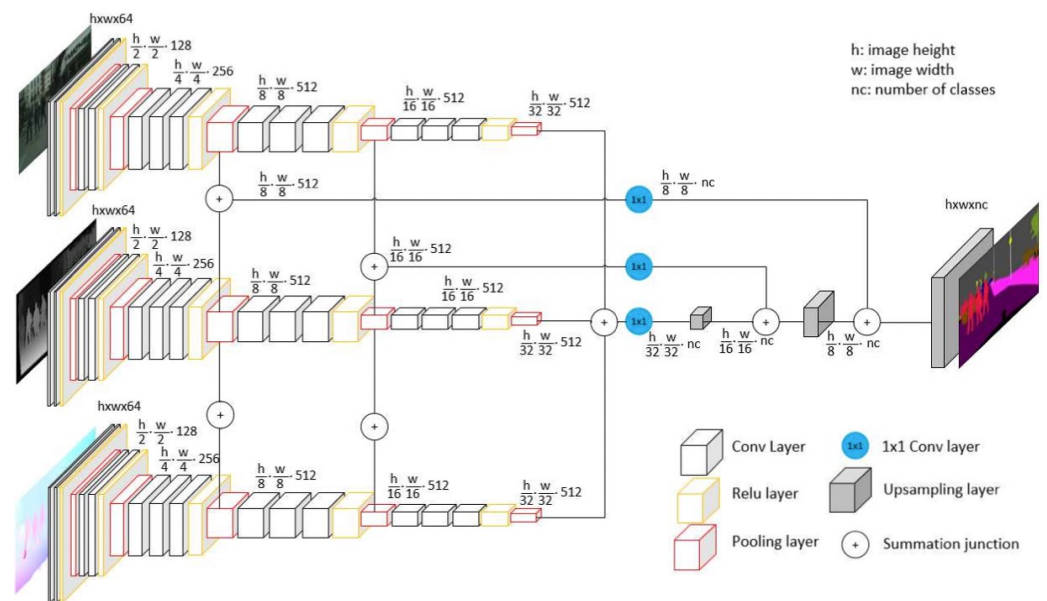 hxwx64
h/2 · w/2 · 128
h/4 · w/4 · 256
h/8 · w/8 · 512
h/16 · w/16 · 512
h/32 · w/32 · 512
h: image height
w: image width
nc: number of classes
+
h/8 · w/8 · 512
1x1
h/8 · w/8 · nc
hxwxnc
hxwx64
h/2 · w/2 · 128
h/4 · w/4 · 256
h/8 · w/8 · 512
+
h/16 · w/16 · 512
1x1
h/16 · w/16 · 512
h/32 · w/32 · 512
+
1x1
h/32 · w/32 · nc
h/16 · w/16 · nc
+
h/8 · w/8 · nc
+
hxwx64
h/2 · w/2 · 128
h/4 · w/4 · 256
+
h/8 · w/8 · 512
+
h/16 · w/16 · 512
h/32 · w/32 · 512
Conv Layer
1x1 1x1 Conv layer
Relu layer
Upsampling layer
Pooling layer
+ Summation junction